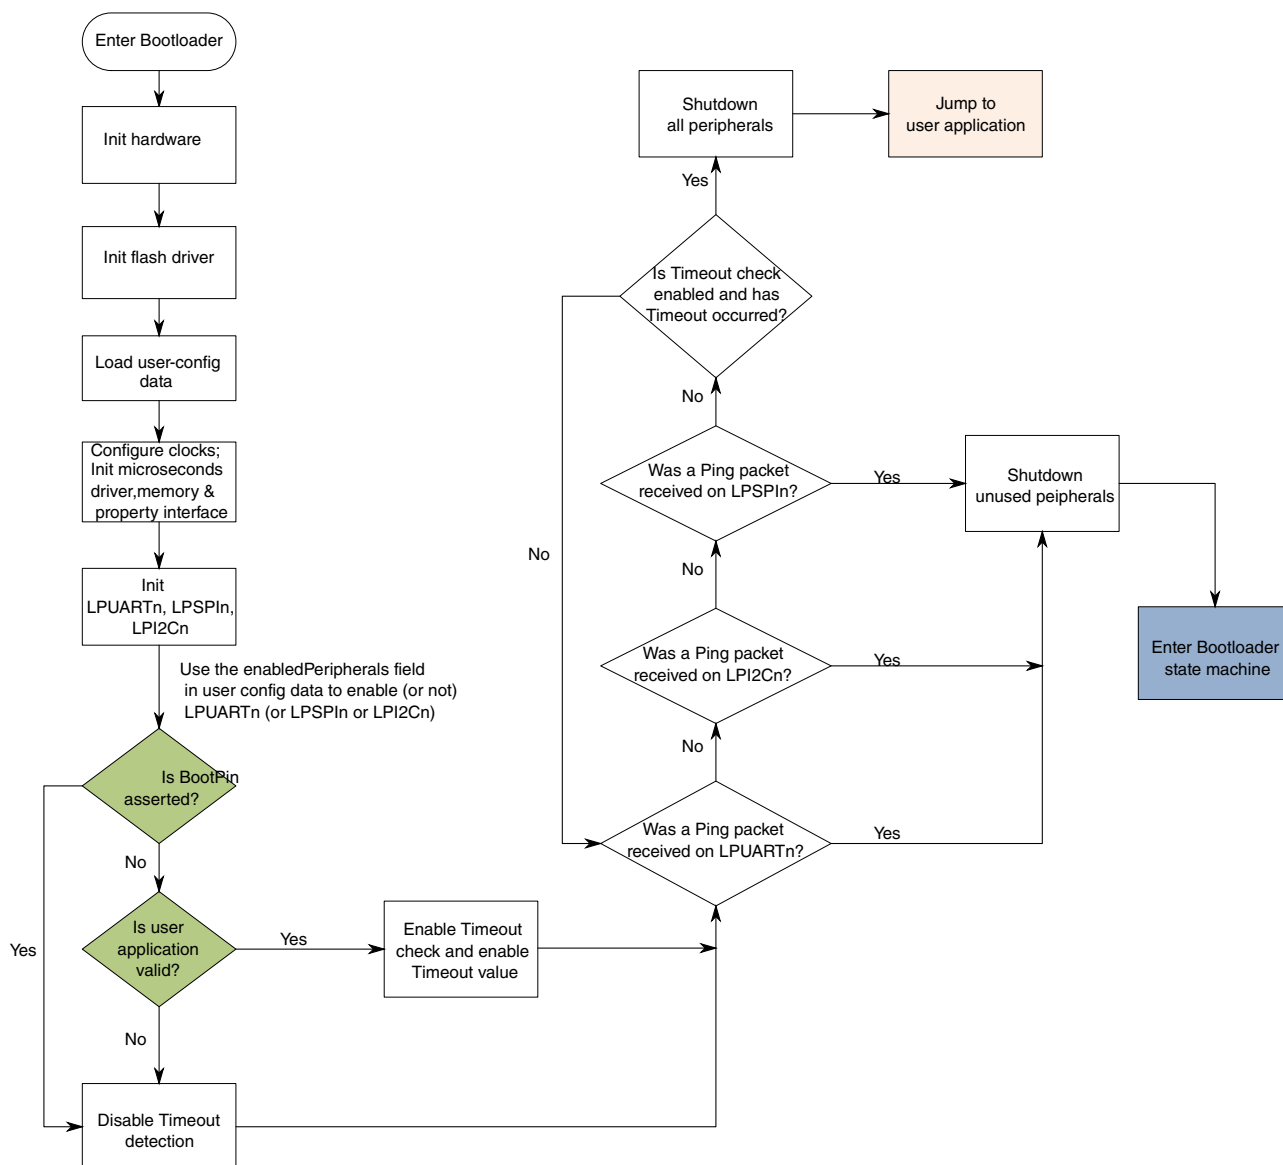 Enter Bootloader
Init hardware
Init flash driver
Load user-config
data
Configure clocks;
Init microseconds
driver,memory &
property interface
Init
LPUARTn, LPSPIn,
LPI2Cn
Use the enabledPeripherals field
in user config data to enable (or not)
LPUARTn (or LPSPIn or LPI2Cn)
Is BootPin
asserted?
No
Yes
Is user
application
valid?
Yes
No
Enable Timeout
check and enable
Timeout value
Disable Timeout
detection
Shutdown
all peripherals
Jump to
user application
Yes
Is Timeout check
enabled and has
Timeout occurred?
No
No
Was a Ping packet
received on LPSPIn?
Yes
Shutdown
unused peipherals
No
Was a Ping packet
received on LPI2Cn?
Yes
Enter Bootloader
state machine
No
Was a Ping packet
received on LPUARTn?
Yes